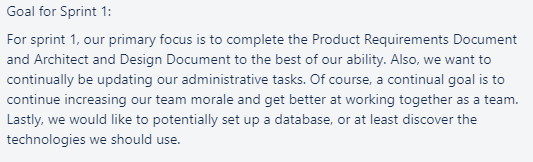 Goal for Sprint 1:
For sprint 1, our primary focus is to complete the Product Requirements Document
and Architect and Design Document to the best of our ability. Also, we want to
continually be updating our administrative tasks. Of course, a continual goal is to
continue increasing our team morale and get better at working together as a team.
Lastly, we would like to potentially set up a database, or at least discover the
technologies we should use.